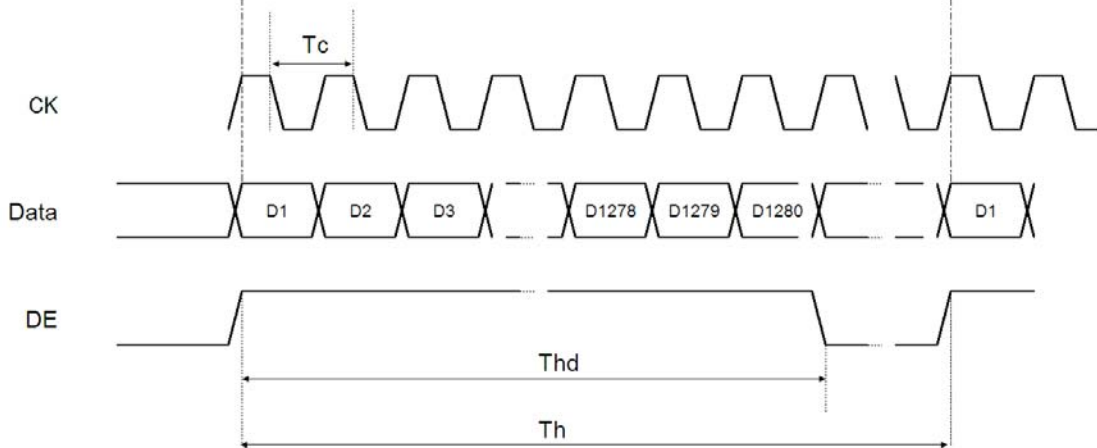 Tc
CK
Data D1 D2 D3 D1278 D1279 D1280 D1
DE
Thd
Th